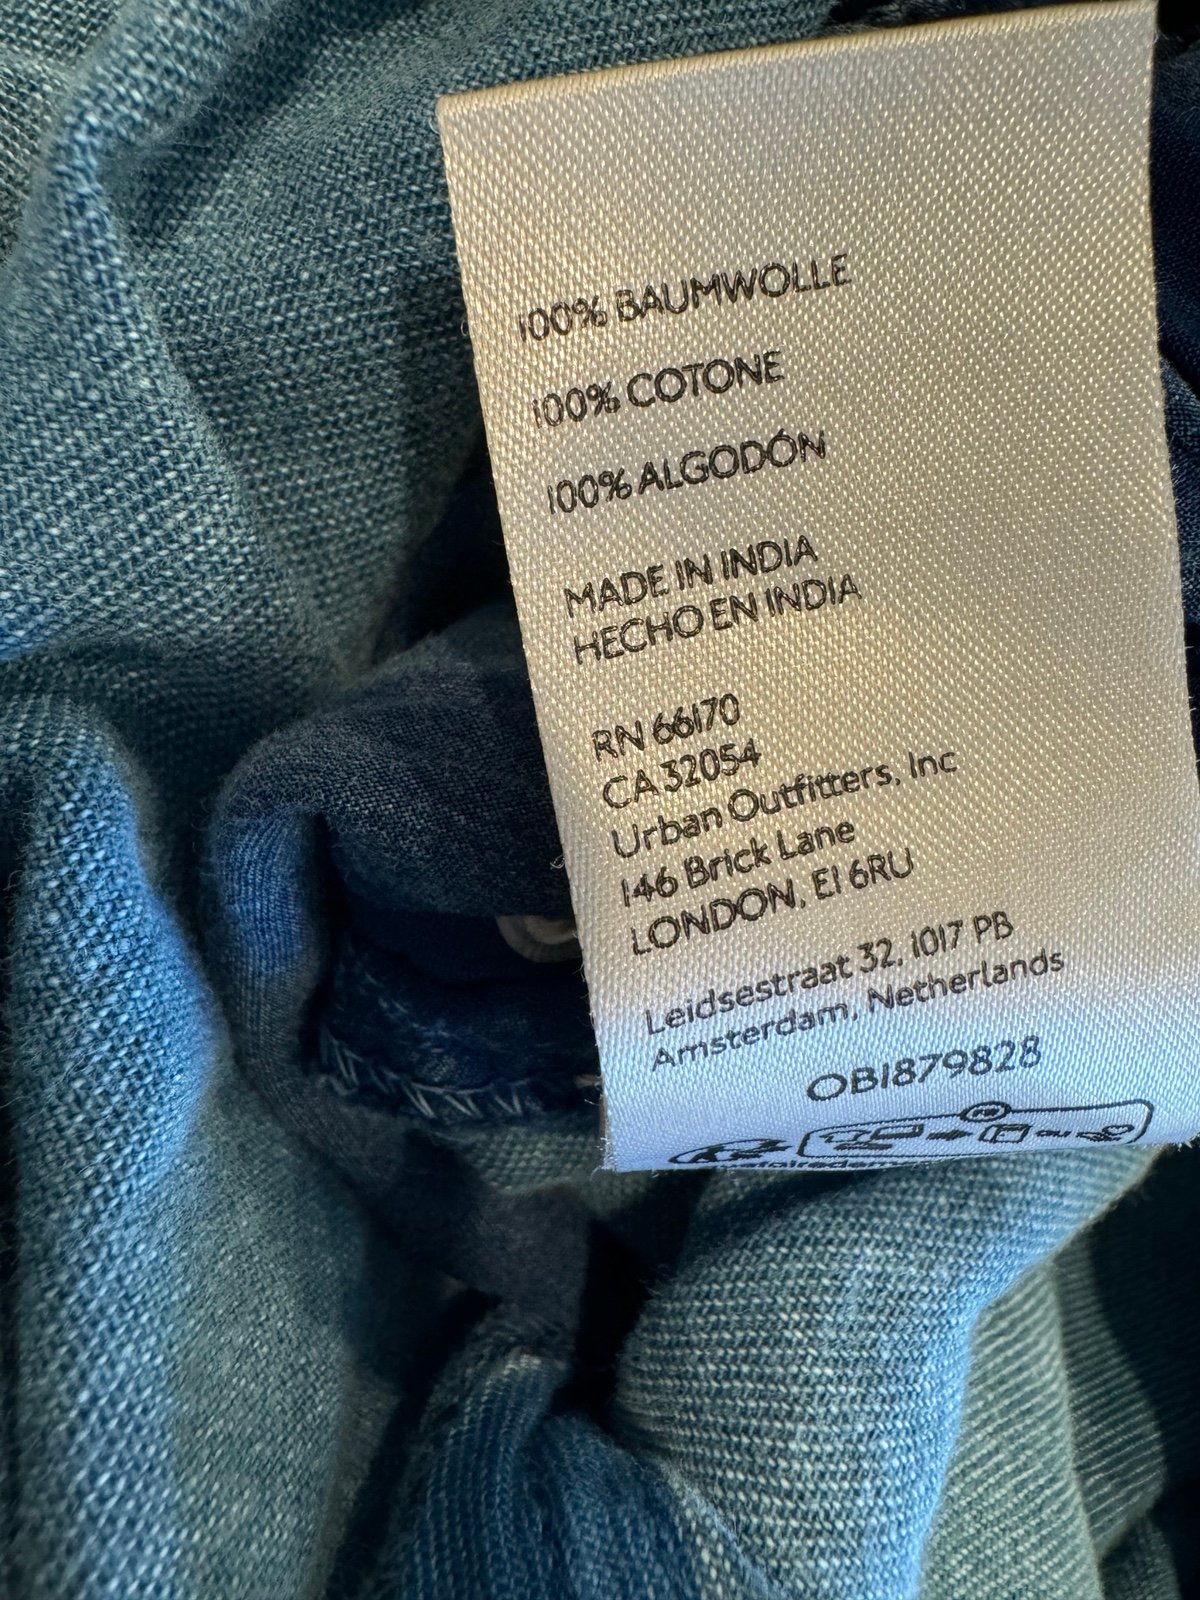 100% BAUMWOLLE
100% COTONE
100% ALGODÓN
MADE IN INDIA
HECHO EN INDIA
RN 66170
CA 32054
Urban Outfitters, Inc
146 Brick Lane
LONDON, E1 6RU
Leidsestraat 32, 1017 PB
Amsterdam, Netherlands
OB1879828
FR